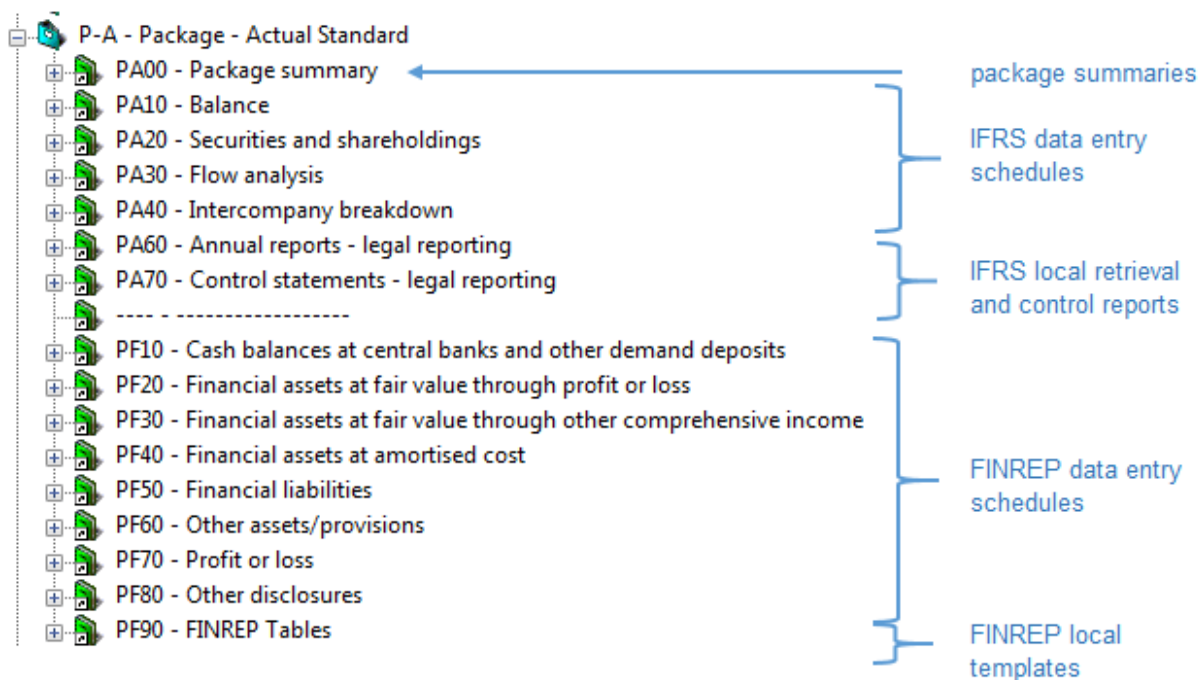 P-A - Package - Actual Standard
PA00 - Package summary
package summaries
PA10 - Balance
PA20 - Securities and shareholdings
PA30 - Flow analysis
PA40 - Intercompany breakdown
IFRS data entry
schedules
PA60 - Annual reports - legal reporting
PA70 - Control statements - legal reporting
---- - ------------------
IFRS local retrieval
and control reports
PF10 - Cash balances at central banks and other demand deposits
PF20 - Financial assets at fair value through profit or loss
PF30 - Financial assets at fair value through other comprehensive income
PF40 - Financial assets at amortised cost
PF50 - Financial liabilities
PF60 - Other assets/provisions
PF70 - Profit or loss
PF80 - Other disclosures
FINREP data entry
schedules
PF90 - FINREP Tables
FINREP local
templates